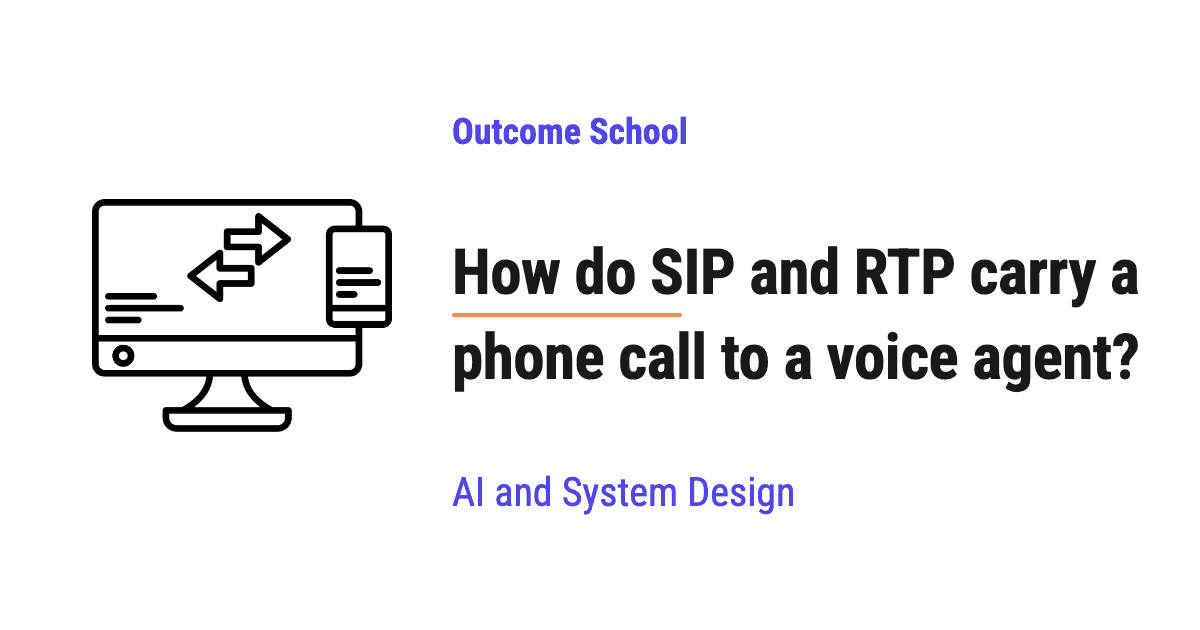 Outcome School
How do SIP and RTP carry a
phone call to a voice agent?
AI and System Design